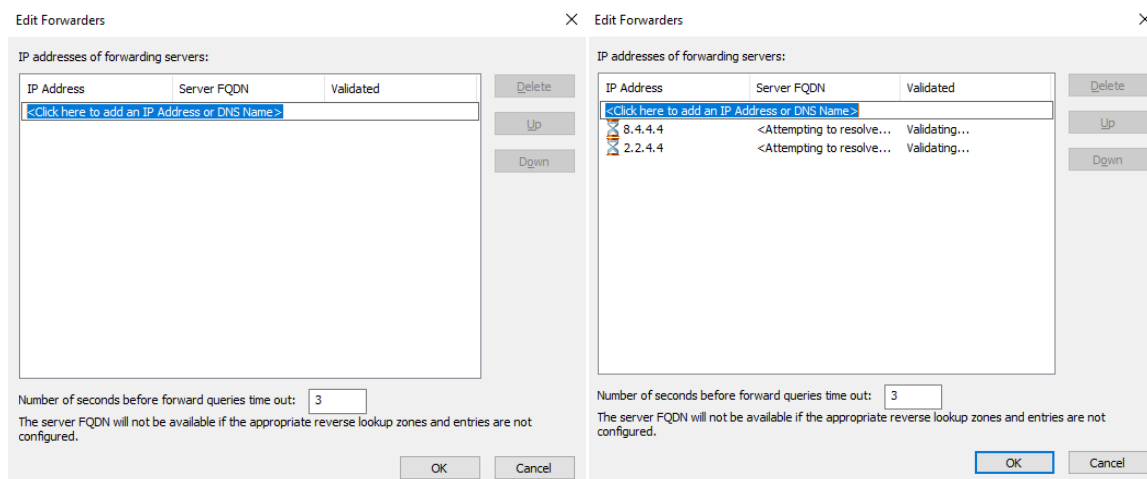 Edit Forwarders
IP addresses of forwarding servers:
IP Address Server FQDN Validated
<Click here to add an IP Address or DNS Name>
Delete
Up
Down
Number of seconds before forward queries time out: 3
The server FQDN will not be available if the appropriate reverse lookup zones and entries are not
configured.
OK Cancel
Edit Forwarders
IP addresses of forwarding servers:
IP Address Server FQDN Validated
<Click here to add an IP Address or DNS Name>
8.4.4.4 <Attempting to resolve... Validating...
2.2.4.4 <Attempting to resolve... Validating...
Delete
Up
Down
Number of seconds before forward queries time out: 3
The server FQDN will not be available if the appropriate reverse lookup zones and entries are not
configured.
OK Cancel